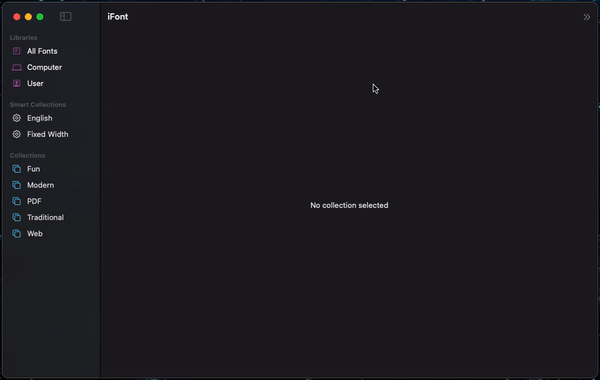 iFont
Libraries
All Fonts
Computer
User
Smart Collections
English
Fixed Width
Collections
Fun
Modern
PDF
Traditional
Web
No collection selected